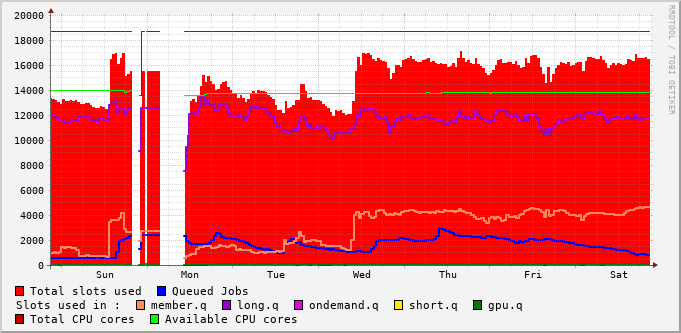 20000
18000
16000
14000
12000
10000
8000
6000
4000
2000
0
Sun Mon Tue Wed Thu Fri Sat
RRDTOOL / TOBI OETIKER
Total slots used Queued Jobs
Slots used in : member.q long.q ondemand.q short.q gpu.q
Total CPU cores Available CPU cores